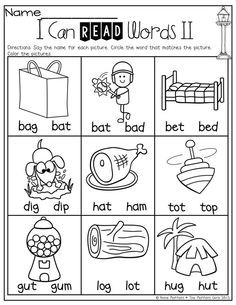 Name
I Can READ Words II
Directions: Say the name for each picture. Circle the word that matches the picture.
Color the pictures.
bag bat
bat bad
bet bed
dig dip
hat ham
tot top
gut gum
log lot
hug hut